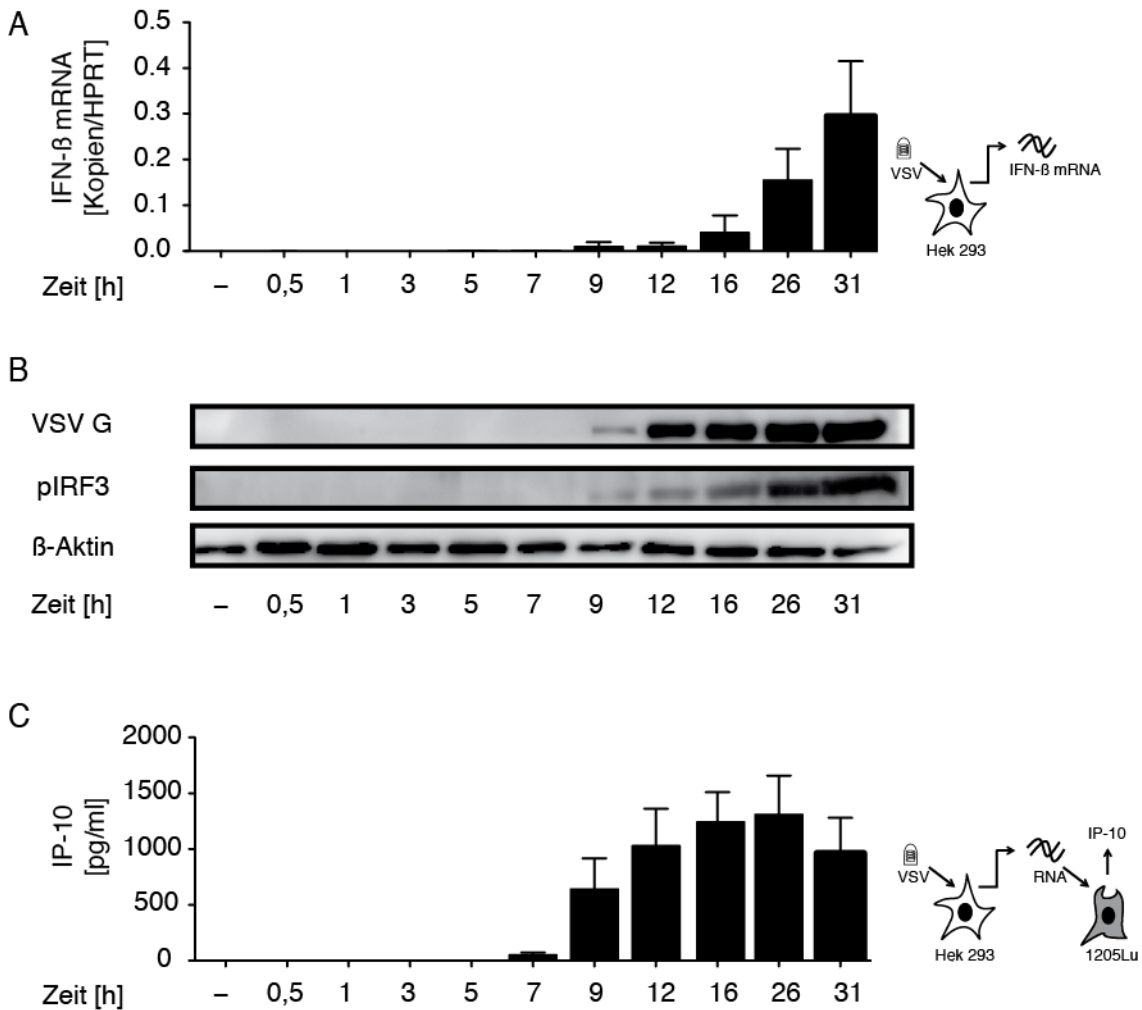 A
IFN-ß mRNA
[Kopien/HPRT]
0.5
0.4
0.3
0.2
0.1
0.0
Zeit [h]
– 0,5 1 3 5 7 9 12 16 26 31
VSV
IFN-ß mRNA
Hek 293
B
VSV G
pIRF3
ß-Aktin
Zeit [h]
– 0,5 1 3 5 7 9 12 16 26 31
C
IP-10
[pg/ml]
2000
1500
1000
500
0
Zeit [h]
– 0,5 1 3 5 7 9 12 16 26 31
IP-10
VSV
RNA
Hek 293
1205Lu